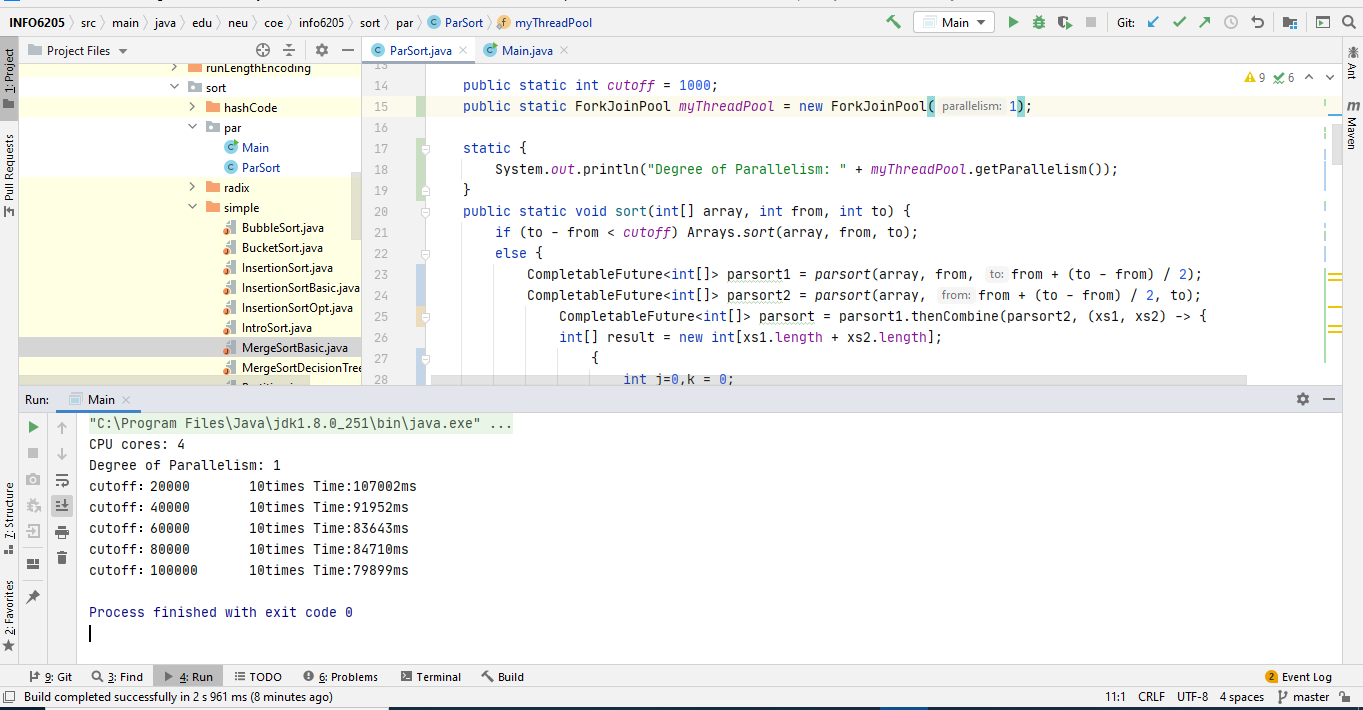 INFO6205 src main java edu neu coe info6205 sort par ParSort myThreadPool Main Git:
1: Project
Pull Requests
7: Structure
2: Favorites
Project Files
runLengthEncoding
sort
hashCode
par
Main
ParSort
radix
simple
BubbleSort.java
BucketSort.java
InsertionSort.java
InsertionSortBasic.java
InsertionSortOpt.java
IntroSort.java
MergeSortBasic.java
MergeSortDecisionTree
ParSort.java Main.java
9 6
13
14 public static int cutoff = 1000;
15 public static ForkJoinPool myThreadPool = new ForkJoinPool( parallelism: 1);
16
17 static {
18 System.out.println("Degree of Parallelism: " + myThreadPool.getParallelism());
19 }
20 public static void sort(int[] array, int from, int to) {
21 if (to - from < cutoff) Arrays.sort(array, from, to);
22 else {
23 CompletableFuture<int[]> parsort1 = parsort(array, from, to: from + (to - from) / 2);
24 CompletableFuture<int[]> parsort2 = parsort(array, from: from + (to - from) / 2, to);
25 CompletableFuture<int[]> parsort = parsort1.thenCombine(parsort2, (xs1, xs2) -> {
26 int[] result = new int[xs1.length + xs2.length];
27 {
28 int j=0,k = 0;
Ant
Maven
Run: Main
"C:\Program Files\Java\jdk1.8.0_251\bin\java.exe" ...
CPU cores: 4
Degree of Parallelism: 1
cutoff：20000 10times Time:107002ms
cutoff：40000 10times Time:91952ms
cutoff：60000 10times Time:83643ms
cutoff：80000 10times Time:84710ms
cutoff：100000 10times Time:79899ms
Process finished with exit code 0
9: Git 3: Find 4: Run TODO 6: Problems Terminal Build 2 Event Log
Build completed successfully in 2 s 961 ms (8 minutes ago) 11:1 CRLF UTF-8 4 spaces master